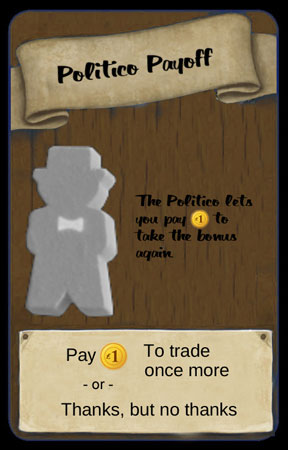 Politico Payoff
The Politico lets
you pay 1 to
take the bonus
again.
Pay 1 To trade
once more
- or -
Thanks, but no thanks